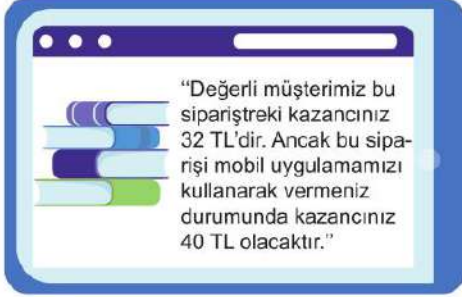 “Değerli müşterimiz bu
sipariştreki kazancınız
32 TL’dir. Ancak bu sipa-
rişi mobil uygulamamızı
kullanarak vermeniz
durumunda kazancınız
40 TL olacaktır.”